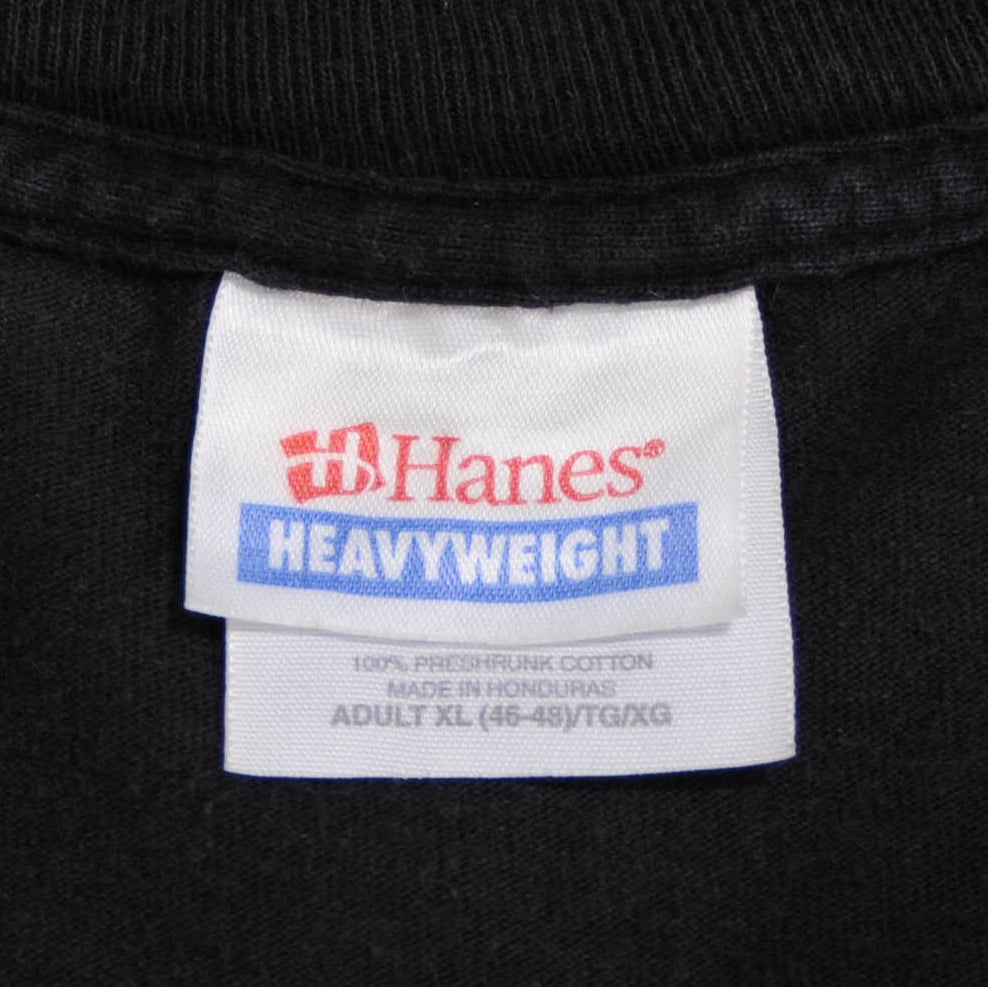 H Hanes®
HEAVYWEIGHT
100% PRESHRUNK COTTON
MADE IN HONDURAS
ADULT XL (46-48)/TG/XG